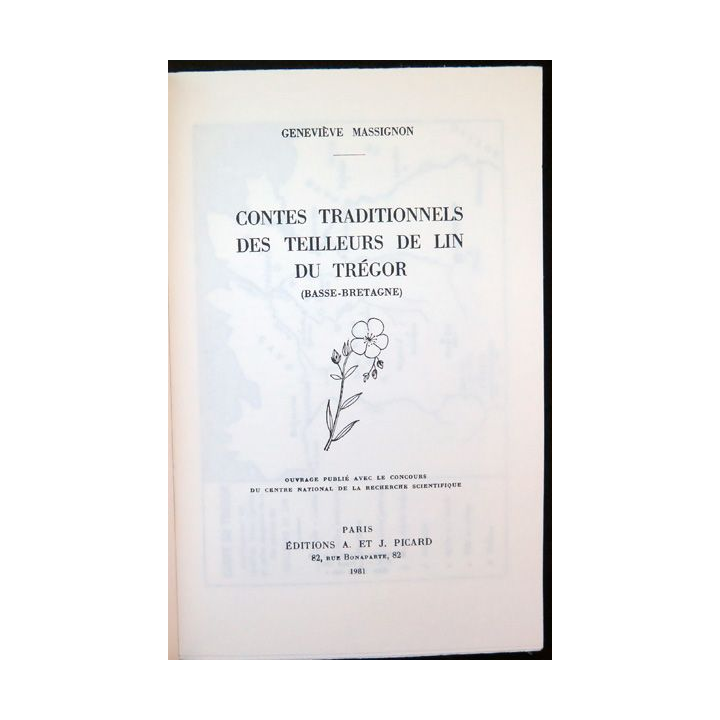 GENEVIÈVE MASSIGNON
CONTES TRADITIONNELS
DES TEILLEURS DE LIN
DU TRÉGOR
(BASSE-BRETAGNE)
OUVRAGE PUBLIÉ AVEC LE CONCOURS
DU CENTRE NATIONAL DE LA RECHERCHE SCIENTIFIQUE
PARIS
ÉDITIONS A. ET J. PICARD
82, RUE BONAPARTE, 82
1981